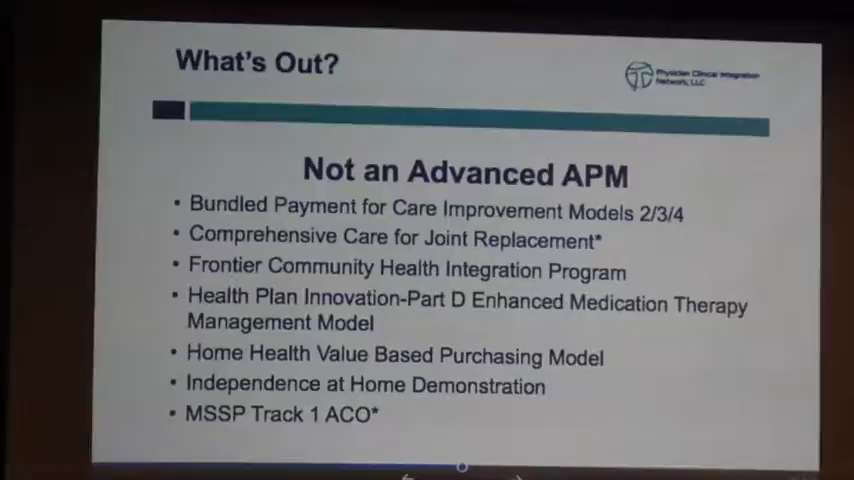 What's Out?
Physician Clinical Integration
Network, LLC
Not an Advanced APM
• Bundled Payment for Care Improvement Models 2/3/4
• Comprehensive Care for Joint Replacement*
• Frontier Community Health Integration Program
• Health Plan Innovation-Part D Enhanced Medication Therapy
Management Model
• Home Health Value Based Purchasing Model
• Independence at Home Demonstration
• MSSP Track 1 ACO*